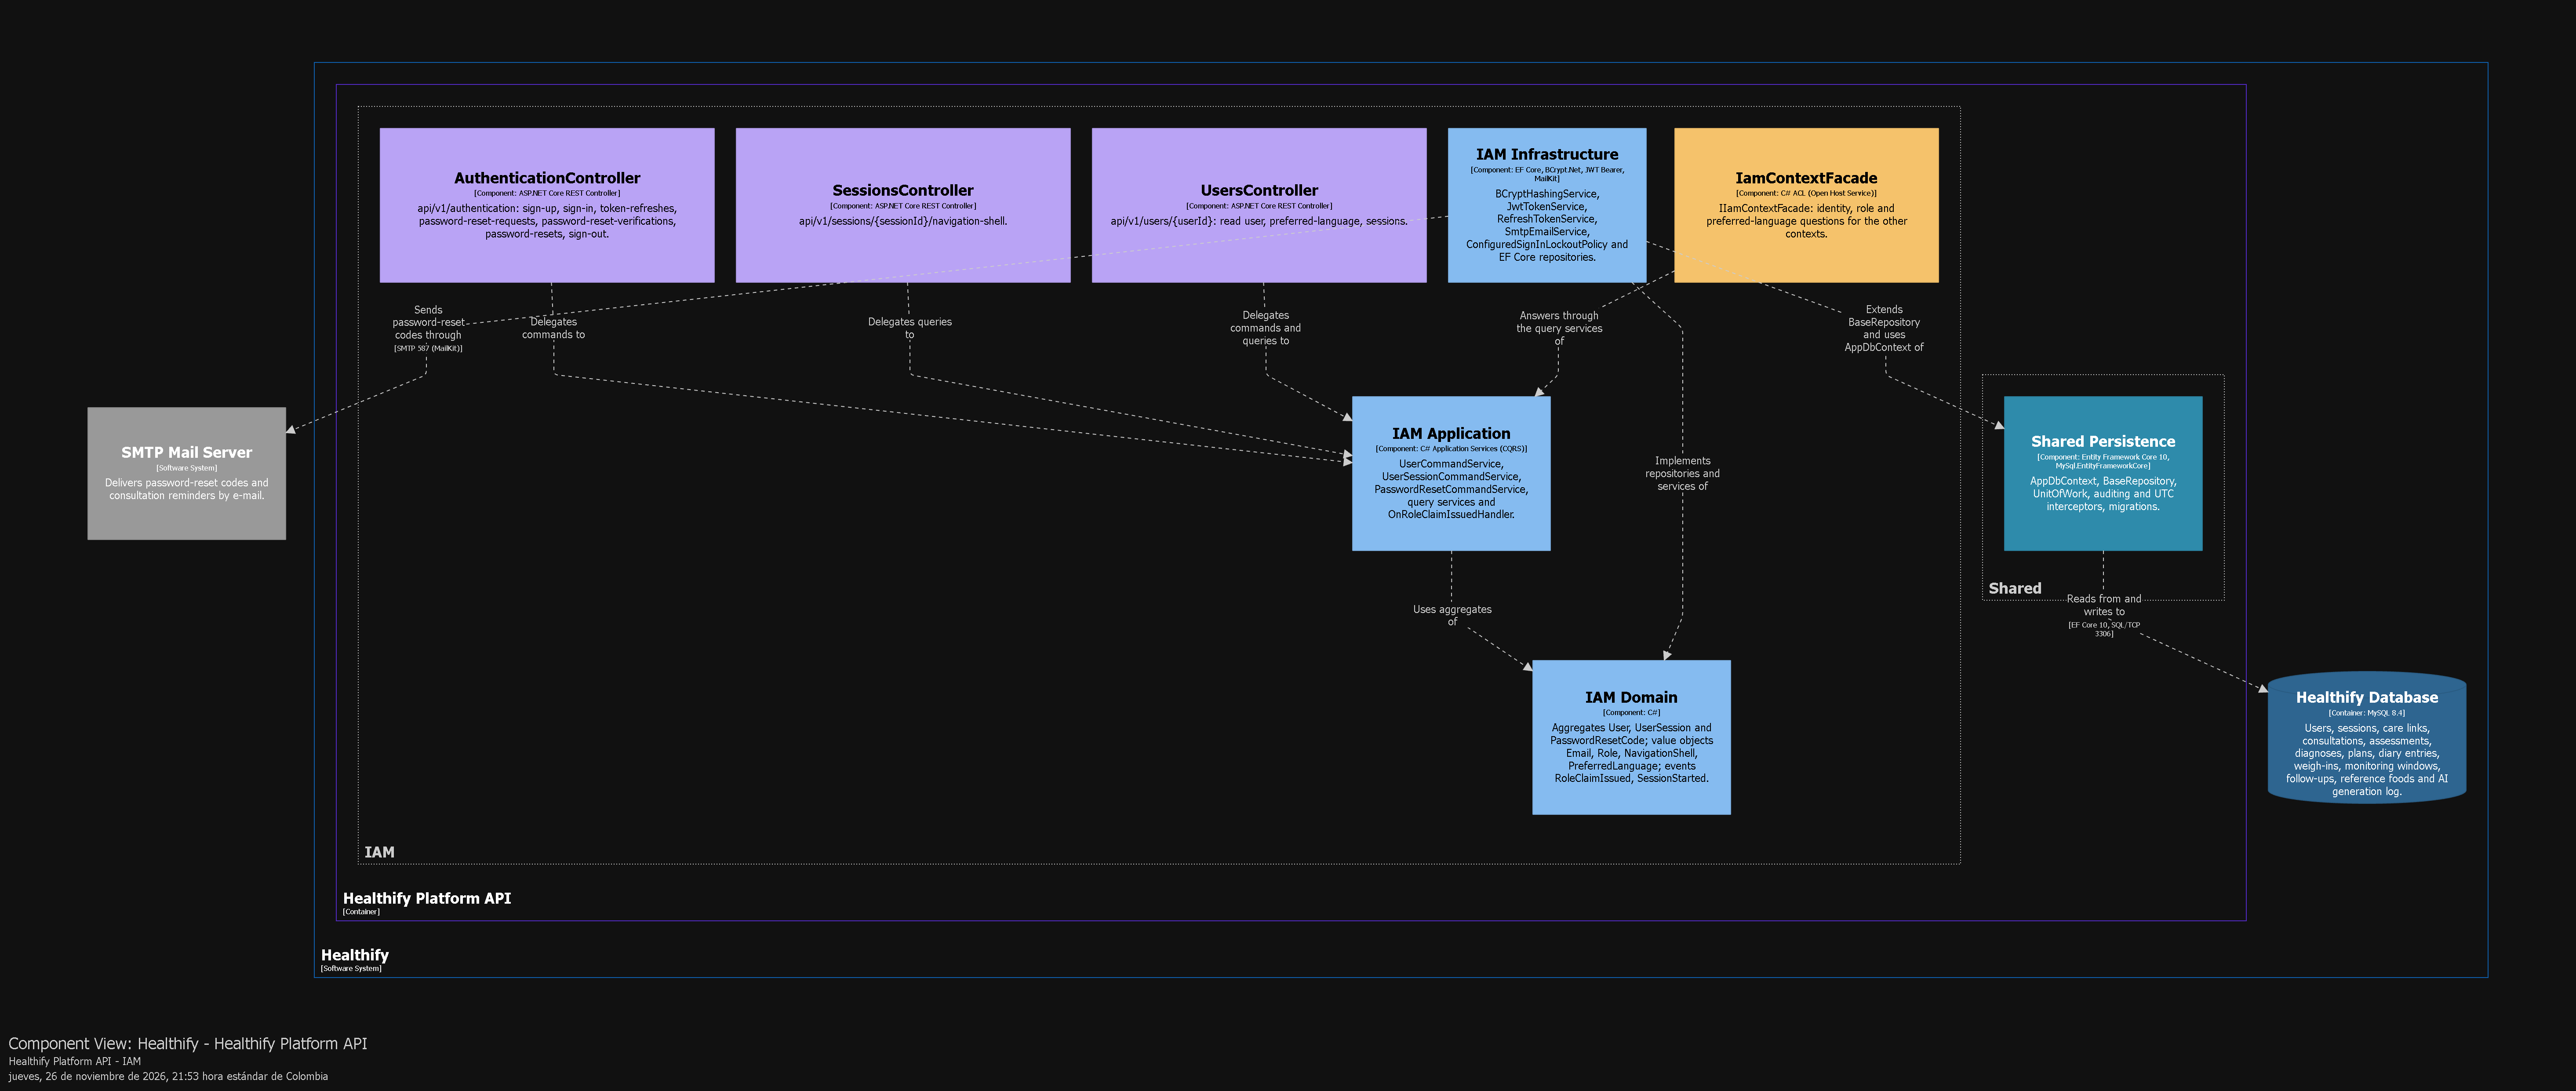 AuthenticationController
[Component: ASP.NET Core REST Controller]
api/v1/authentication: sign-up, sign-in, token-refreshes,
password-reset-requests, password-reset-verifications,
password-resets, sign-out.
SessionsController
[Component: ASP.NET Core REST Controller]
api/v1/sessions/{sessionId}/navigation-shell.
UsersController
[Component: ASP.NET Core REST Controller]
api/v1/users/{userId}: read user, preferred-language, sessions.
IAM Infrastructure
[Component: EF Core, BCrypt.Net, JWT Bearer,
MailKit]
BCryptHashingService,
JwtTokenService,
RefreshTokenService,
SmtpEmailService,
ConfiguredSignInLockoutPolicy and
EF Core repositories.
IamContextFacade
[Component: C# ACL (Open Host Service)]
IIamContextFacade: identity, role and
preferred-language questions for the other
contexts.
Sends
password-reset
codes through
[SMTP 587 (MailKit)]
Delegates
commands to
Delegates queries
to
Delegates
commands and
queries to
Answers through
the query services
of
Extends
BaseRepository
and uses
AppDbContext of
SMTP Mail Server
[Software System]
Delivers password-reset codes and
consultation reminders by e-mail.
IAM Application
[Component: C# Application Services (CQRS)]
UserCommandService,
UserSessionCommandService,
PasswordResetCommandService,
query services and
OnRoleClaimIssuedHandler.
Implements
repositories and
services of
Shared Persistence
[Component: Entity Framework Core 10,
MySql.EntityFrameworkCore]
AppDbContext, BaseRepository,
UnitOfWork, auditing and UTC
interceptors, migrations.
Shared
Uses aggregates
of
Reads from and
writes to
[EF Core 10, SQL/TCP
3306]
IAM Domain
[Component: C#]
Aggregates User, UserSession and
PasswordResetCode; value objects
Email, Role, NavigationShell,
PreferredLanguage; events
RoleClaimIssued, SessionStarted.
Healthify Database
[Container: MySQL 8.4]
Users, sessions, care links,
consultations, assessments,
diagnoses, plans, diary entries,
weigh-ins, monitoring windows,
follow-ups, reference foods and AI
generation log.
IAM
Healthify Platform API
[Container]
Healthify
[Software System]
Component View: Healthify - Healthify Platform API
Healthify Platform API - IAM
jueves, 26 de noviembre de 2026, 21:53 hora estándar de Colombia